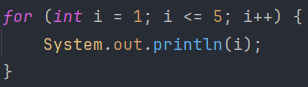 for (int i = 1; i <= 5; i++) {
    System.out.println(i);
}